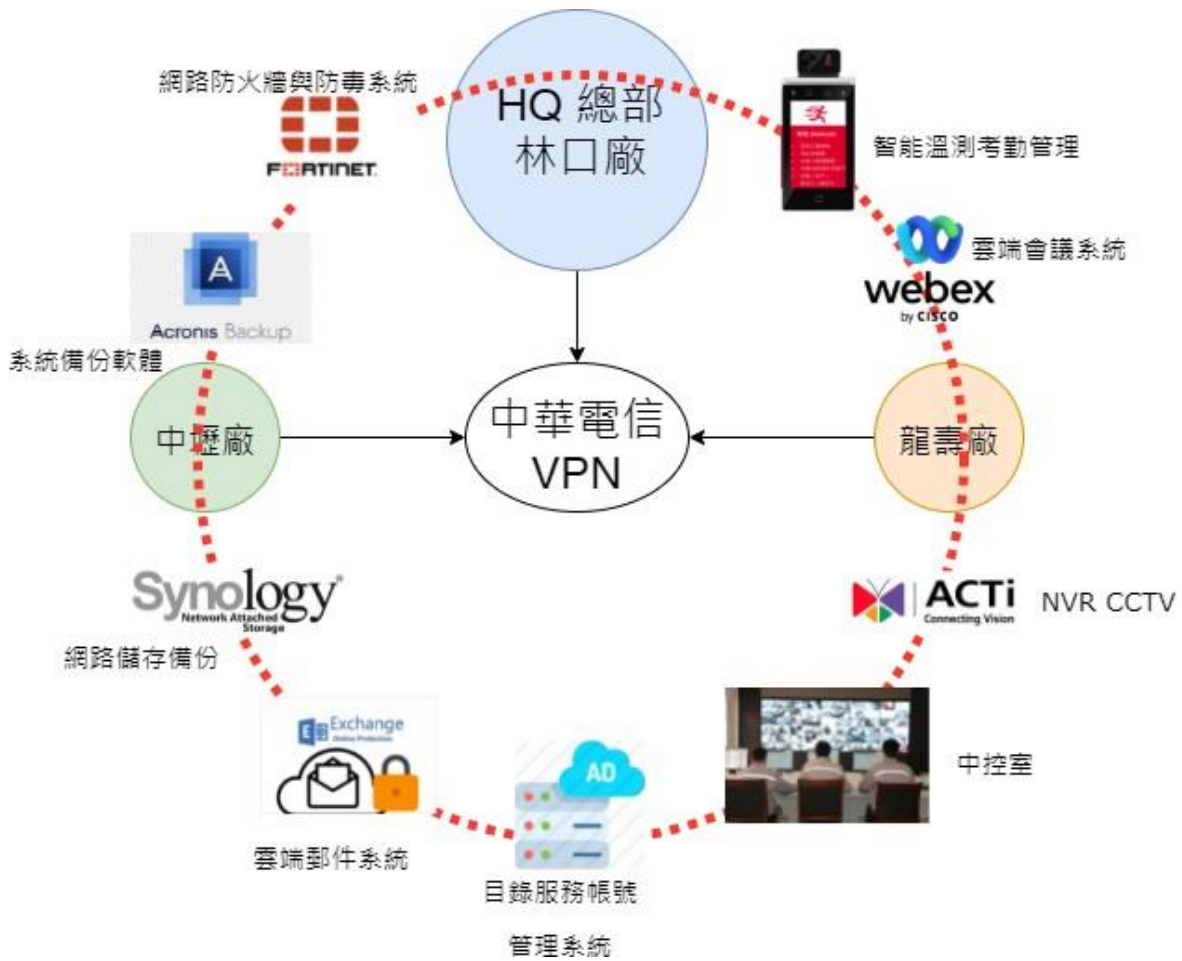 網路防火牆與防毒系統
FORTINET
HQ 總部
林口廠
智能溫測考勤管理
雲端會議系統
webex
by CISCO
A
Acronis Backup
系統備份軟體
中壢廠
中華電信
VPN
龍壽廠
Synology
Network Attached
Storage
網路儲存備份
ACTi
Connecting Vision
NVR CCTV
E
Exchange
Online Protection
雲端郵件系統
AD
目錄服務帳號
管理系統
中控室